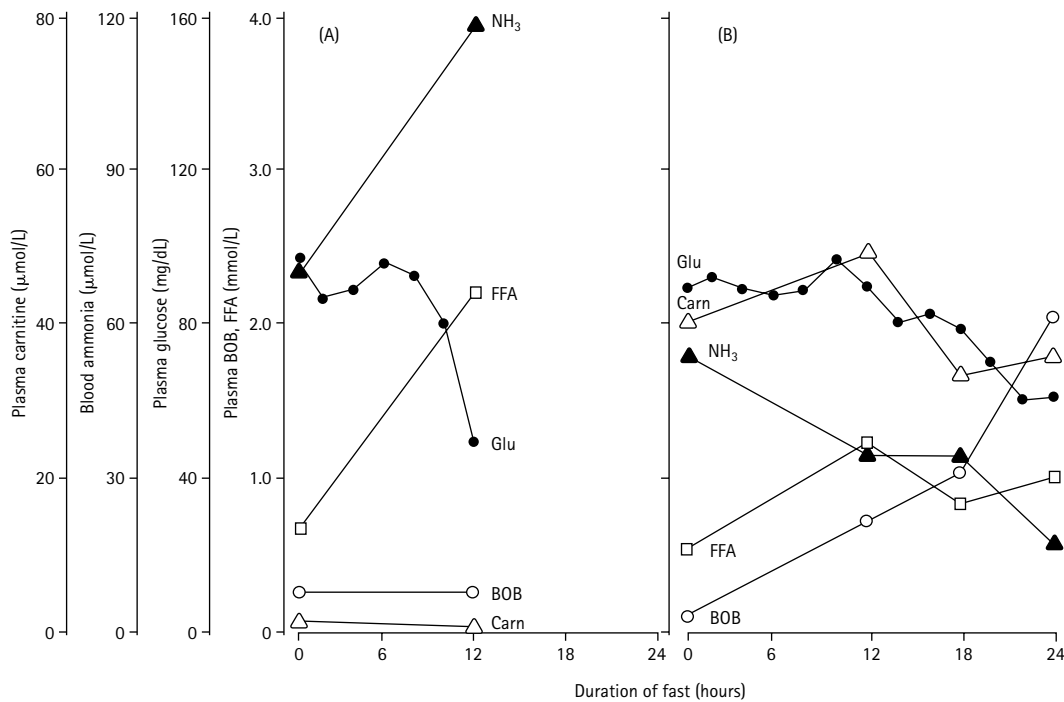 80
120
160
4.0
(A)
NH₃
(B)
60
90
120
3.0
Plasma carnitine (μmol/L)
Blood ammonia (μmol/L)
Plasma glucose (mg/dL)
Plasma BOB, FFA (mmol/L)
FFA
Glu
Carn
40
60
80
2.0
NH₃
Glu
20
30
40
1.0
FFA
BOB
Carn
BOB
0
0
0
0
0 6 12 18 24
0 6 12 18 24
Duration of fast (hours)